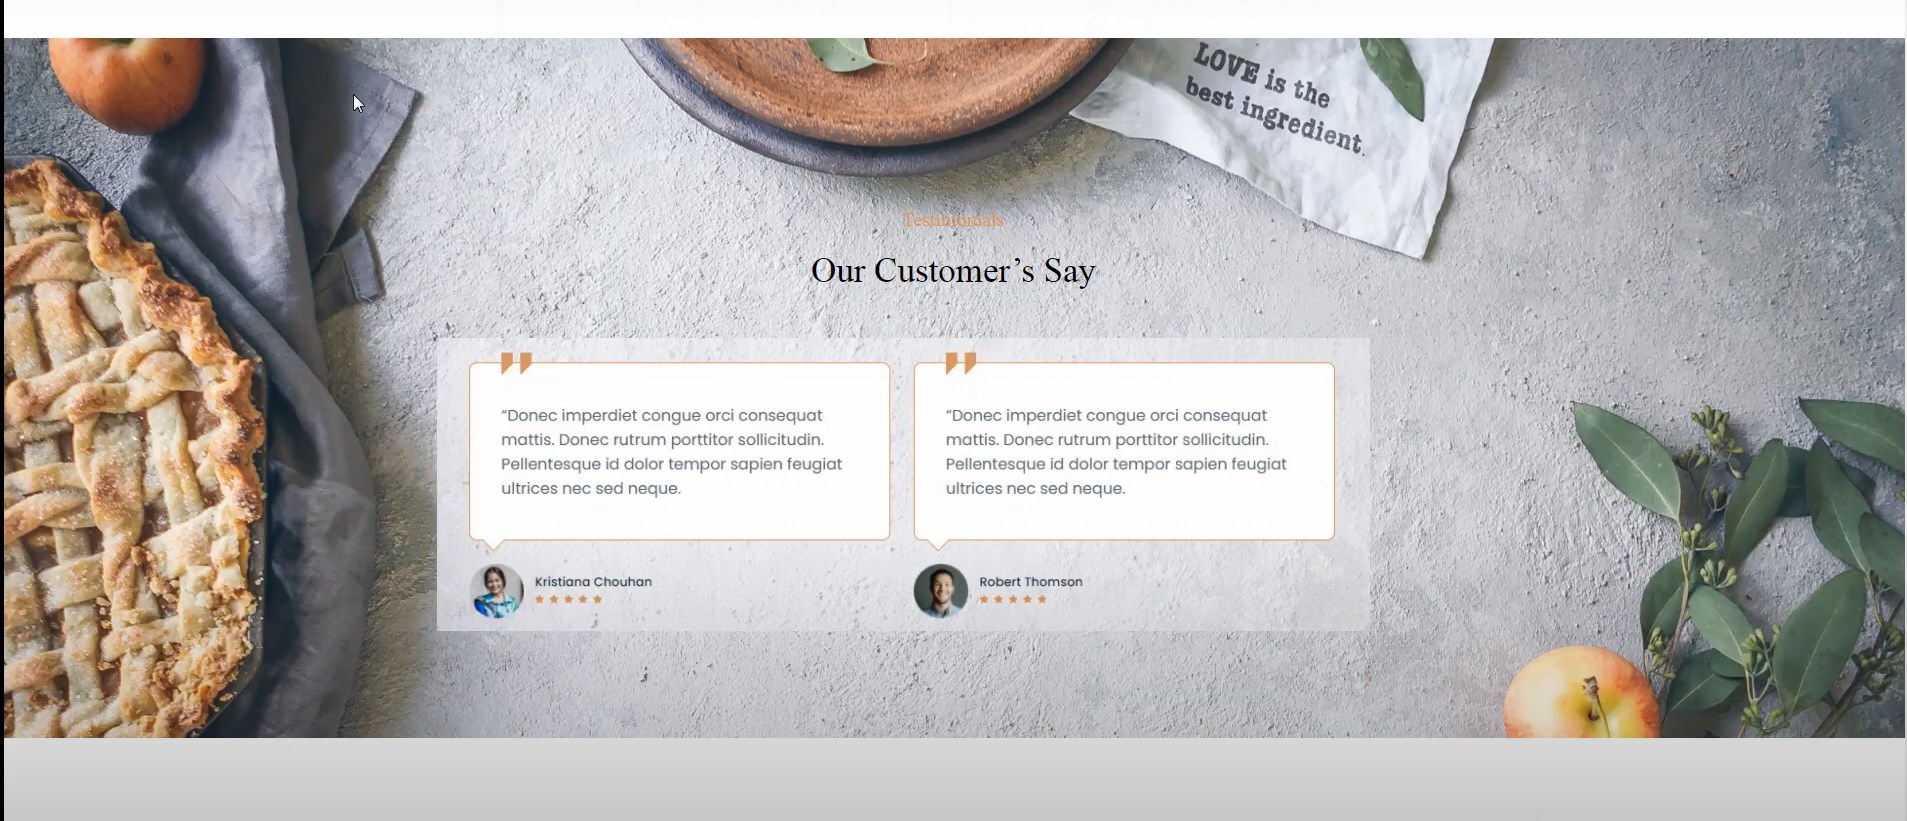 LOVE is the
best ingredient.
Testimonials
Our Customer’s Say
“Donec imperdiet congue orci consequat
mattis. Donec rutrum porttitor sollicitudin.
Pellentesque id dolor tempor sapien feugiat
ultrices nec sed neque.
Kristiana Chouhan
“Donec imperdiet congue orci consequat
mattis. Donec rutrum porttitor sollicitudin.
Pellentesque id dolor tempor sapien feugiat
ultrices nec sed neque.
Robert Thomson